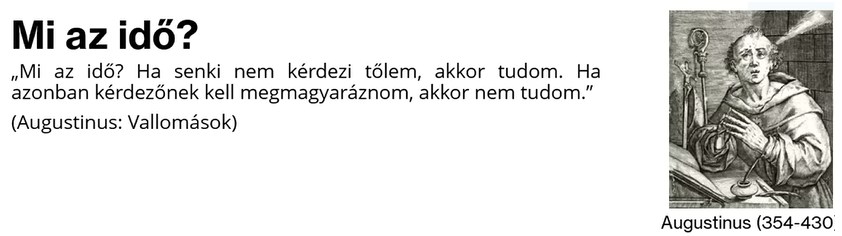 Mi az idő?
„Mi az idő? Ha senki nem kérdezi tőlem, akkor tudom. Ha
azonban kérdezőnek kell megmagyaráznom, akkor nem tudom.”
(Augustinus: Vallomások)
Augustinus (354-430)